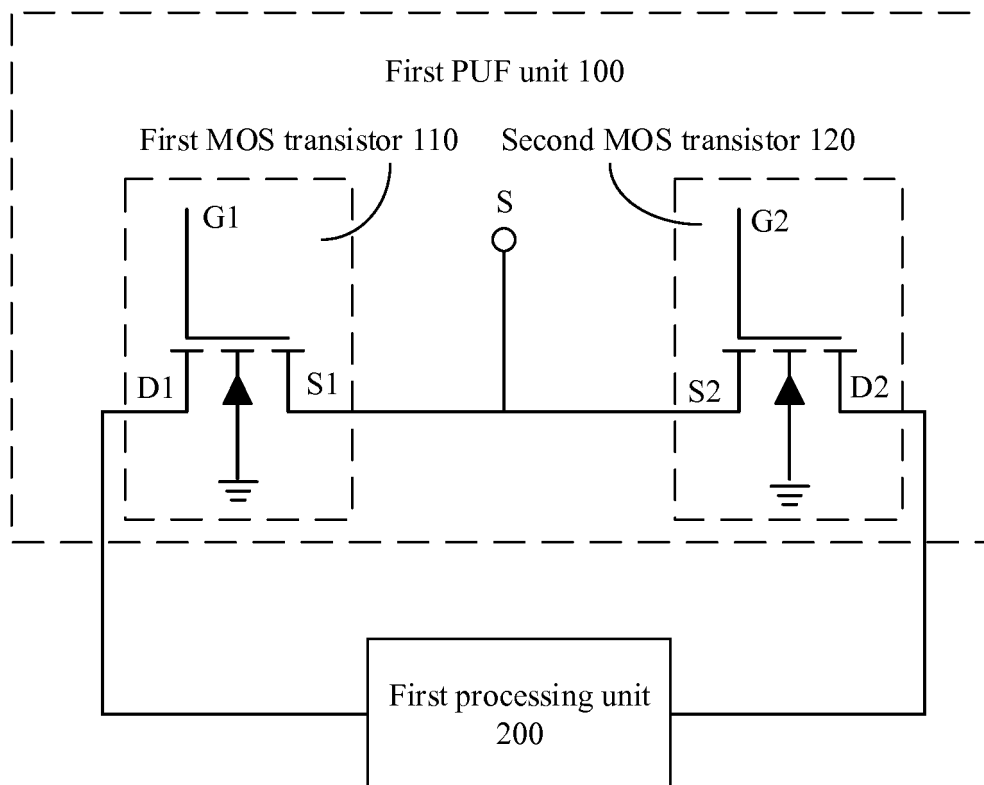 First PUF unit 100
First MOS transistor 110
Second MOS transistor 120
S
G1
G2
D1
S1
S2
D2
First processing unit
200